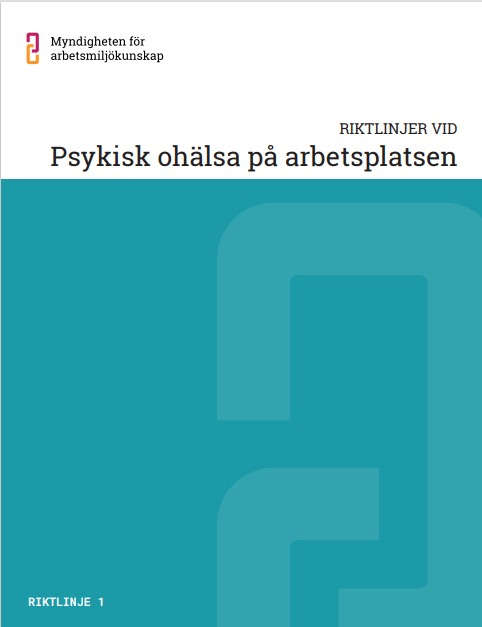 Myndigheten för
arbetsmiljökunskap
RIKTLINJER VID
Psykisk ohälsa på arbetsplatsen
RIKTLINJE 1